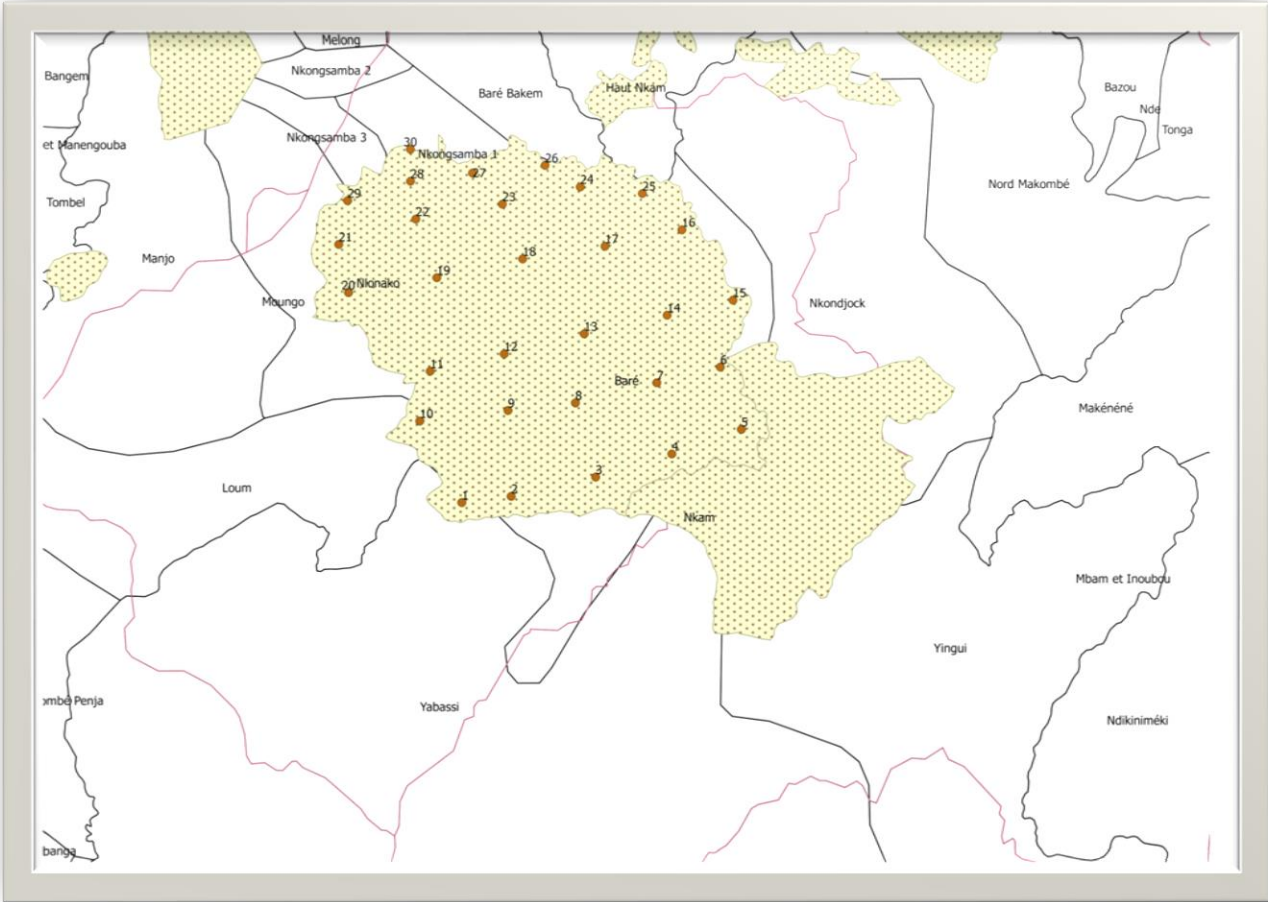 Melong
Nkongsamba 2
Bangem
Baré Bakem
Haut Nkam
Bazou
Nde
Tonga
Nkongsamba 3
et Manengouba
30
Nkongsamba 1
26
27
28
24
25
Nord Makombé
29
23
Tombel
22
16
21
17
18
Manjo
19
20
Nlonako
15
Moungo
Nkondjock
14
13
12
11
6
7
Baré
8
9
10
Makénéné
5
4
3
Loum
1
2
Nkam
Mbam et Inoubou
Yingui
ombé Penja
Yabassi
Ndikiniméki
banga